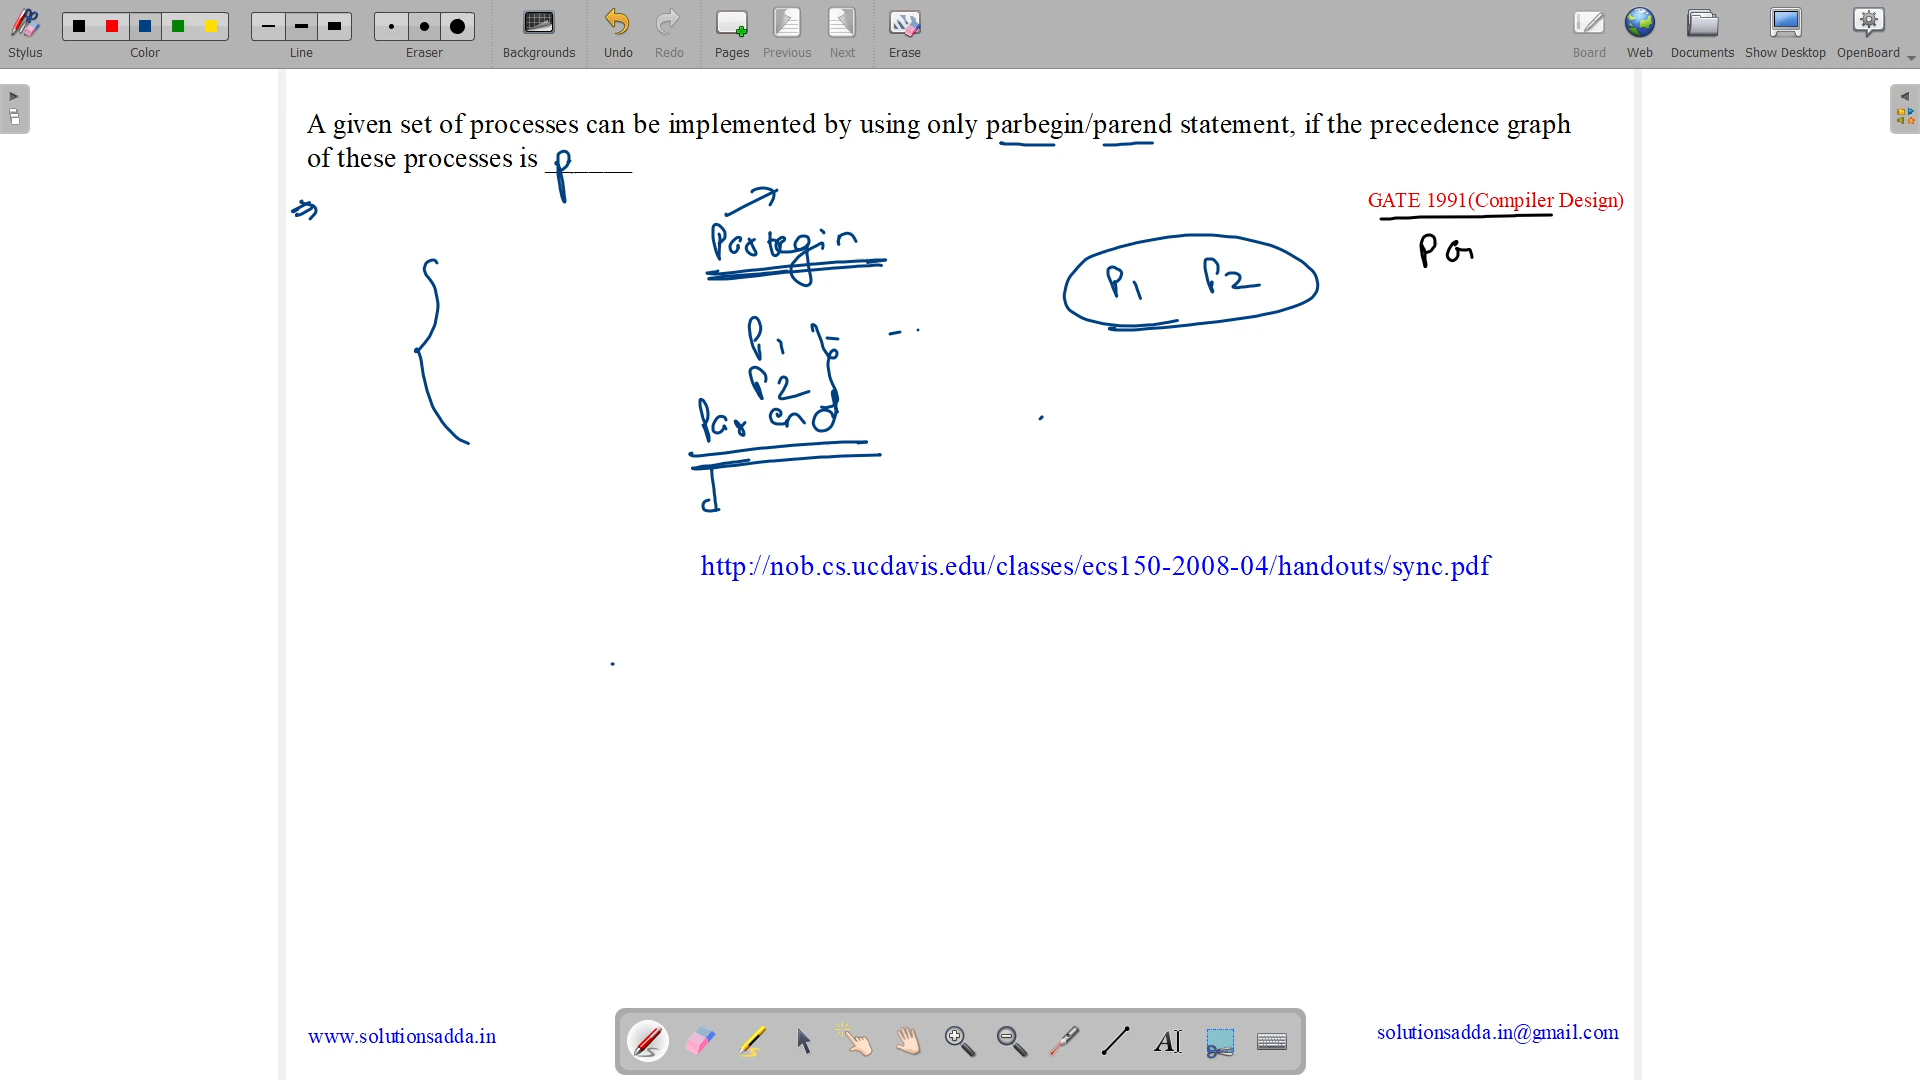 Stylus Color Line Eraser Backgrounds Undo Redo Pages Previous Next Erase Board Web Documents Show Desktop OpenBoard
A given set of processes can be implemented by using only parbegin/parend statement, if the precedence graph
of these processes is ______
P
GATE 1991(Compiler Design)
Parbegin
P1 P2
Par
P1
P2
Par end
d
http://nob.cs.ucdavis.edu/classes/ecs150-2008-04/handouts/sync.pdf
www.solutionsadda.in
solutionsadda.in@gmail.com